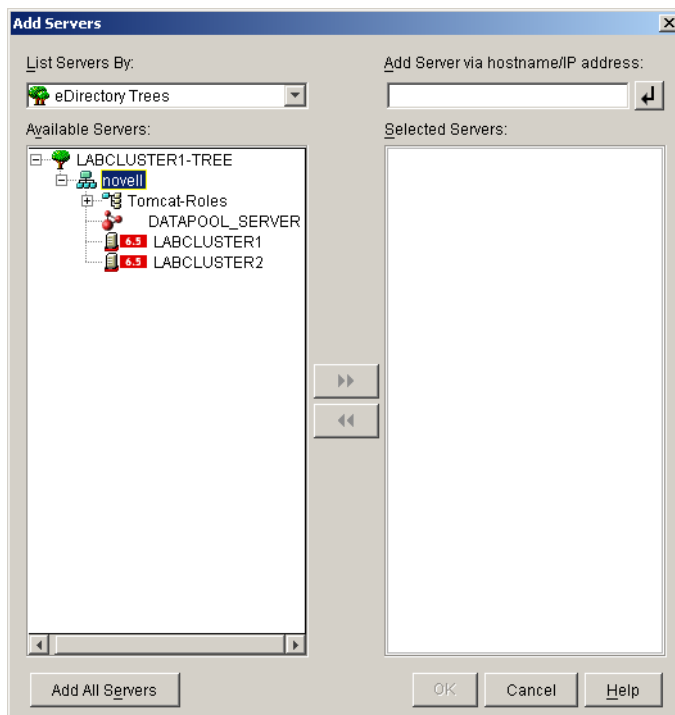 Add Servers
List Servers By:
eDirectory Trees
Add Server via hostname/IP address:
Available Servers:
Selected Servers:
LABCLUSTER1-TREE
novell
Tomcat-Roles
DATAPOOL_SERVER
6.5 LABCLUSTER1
6.5 LABCLUSTER2
Add All Servers
OK
Cancel
Help